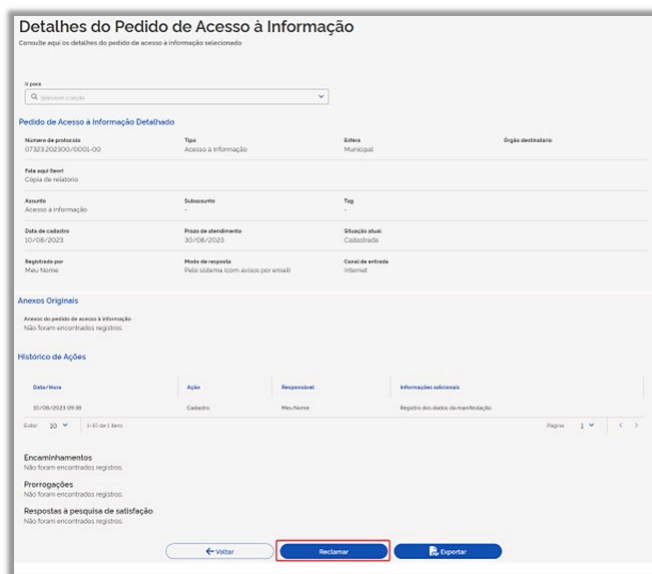 Detalhes do Pedido de Acesso à Informação
Consulte aqui os detalhes do pedido de acesso à informação selecionado
Ir para
Selecione a seção
Pedido de Acesso à Informação Detalhado
Número de protocolo Tipo Esfera Órgão destinatário
07323.202300/0001-00 Acesso à Informação Municipal
Fale aqui (teor)
Cópia de relatório
Assunto Subassunto Tag
Acesso à informação - -
Data de cadastro Prazo de atendimento Situação atual
10/08/2023 30/08/2023 Cadastrada
Registrado por Modo de resposta Canal de entrada
Meu Nome Pelo sistema (com avisos por email) Internet
Anexos Originais
Anexos do pedido de acesso à informação
Não foram encontrados registros.
Histórico de Ações
Data/Hora Ação Responsável Informações adicionais
10/08/2023 09:38 Cadastro Meu Nome Registro dos dados da manifestação
Exibir 10 1-10 de 1 itens Página 1
Encaminhamentos
Não foram encontrados registros.
Prorrogações
Não foram encontrados registros.
Respostas à pesquisa de satisfação
Não foram encontrados registros.
Voltar Reclamar Exportar